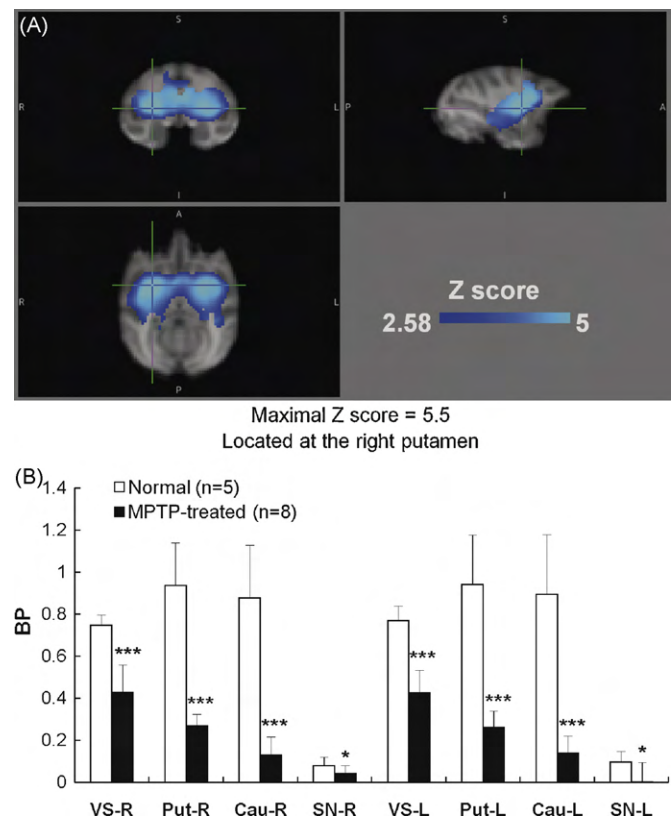 (A)
S
R
L
I
S
P
A
I
A
R
L
P
Z score
2.58
5
Maximal Z score = 5.5
Located at the right putamen
(B)
Normal (n=5)
MPTP-treated (n=8)
1.4
1.2
1
0.8
0.6
0.4
0.2
0
BP
***
***
***
*
***
***
***
*
VS-R Put-R Cau-R SN-R VS-L Put-L Cau-L SN-L